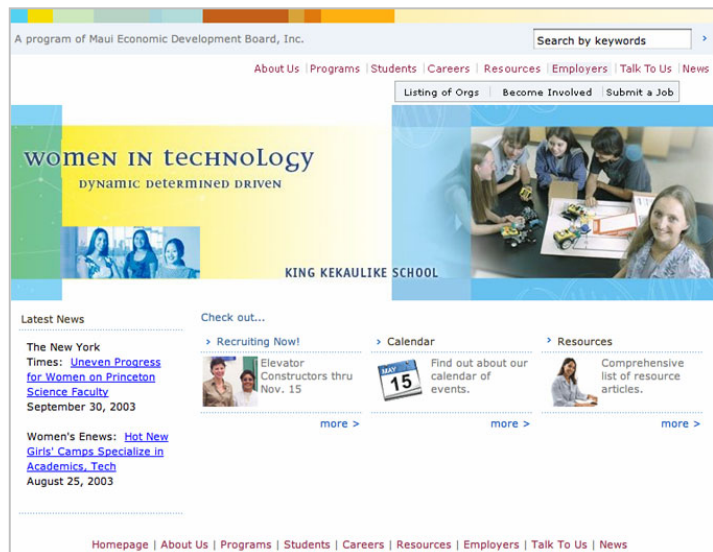 A program of Maui Economic Development Board, Inc.
Search by keywords >
About Us | Programs | Students | Careers | Resources | Employers | Talk To Us | News
Listing of Orgs | Become Involved | Submit a Job
women in technology
dynamic determined driven
KING KEKAULIKE SCHOOL
Latest News
The New York
Times: Uneven Progress
for Women on Princeton
Science Faculty
September 30, 2003
Women's Enews: Hot New
Girls' Camps Specialize in
Academics, Tech
August 25, 2003
Check out...
> Recruiting Now!
Elevator
Constructors thru
Nov. 15
more >
> Calendar
MAY
15
Find out about our
calendar of
events.
more >
> Resources
Comprehensive
list of resource
articles.
more >
Homepage | About Us | Programs | Students | Careers | Resources | Employers | Talk To Us | News